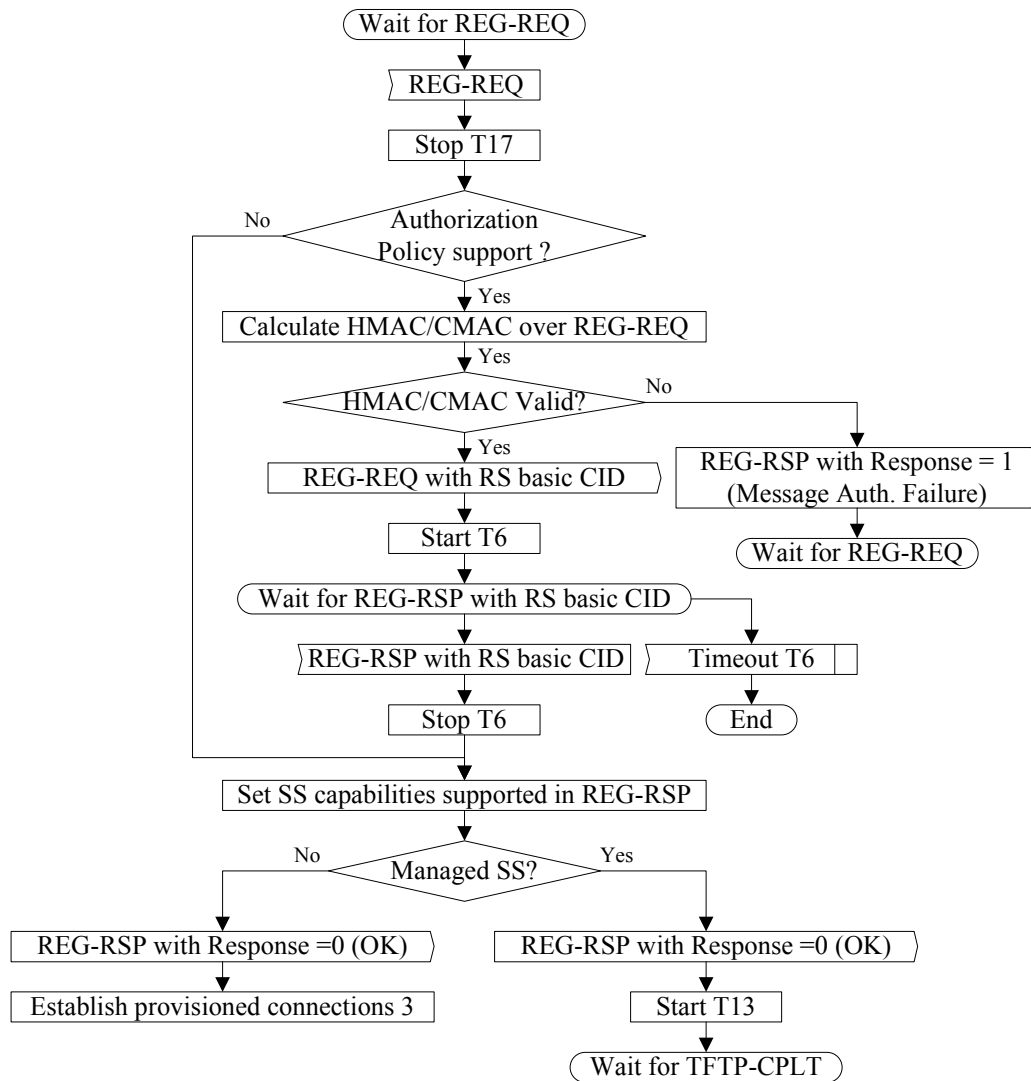 Wait for REG-REQ
REG-REQ
Stop T17
No
Authorization
Policy support ?
Yes
Calculate HMAC/CMAC over REG-REQ
Yes
No
HMAC/CMAC Valid?
Yes
REG-REQ with RS basic CID
REG-RSP with Response = 1
(Message Auth. Failure)
Start T6
Wait for REG-REQ
Wait for REG-RSP with RS basic CID
REG-RSP with RS basic CID
Timeout T6
Stop T6
End
Set SS capabilities supported in REG-RSP
No
Managed SS?
Yes
REG-RSP with Response =0 (OK)
REG-RSP with Response =0 (OK)
Establish provisioned connections 3
Start T13
Wait for TFTP-CPLT